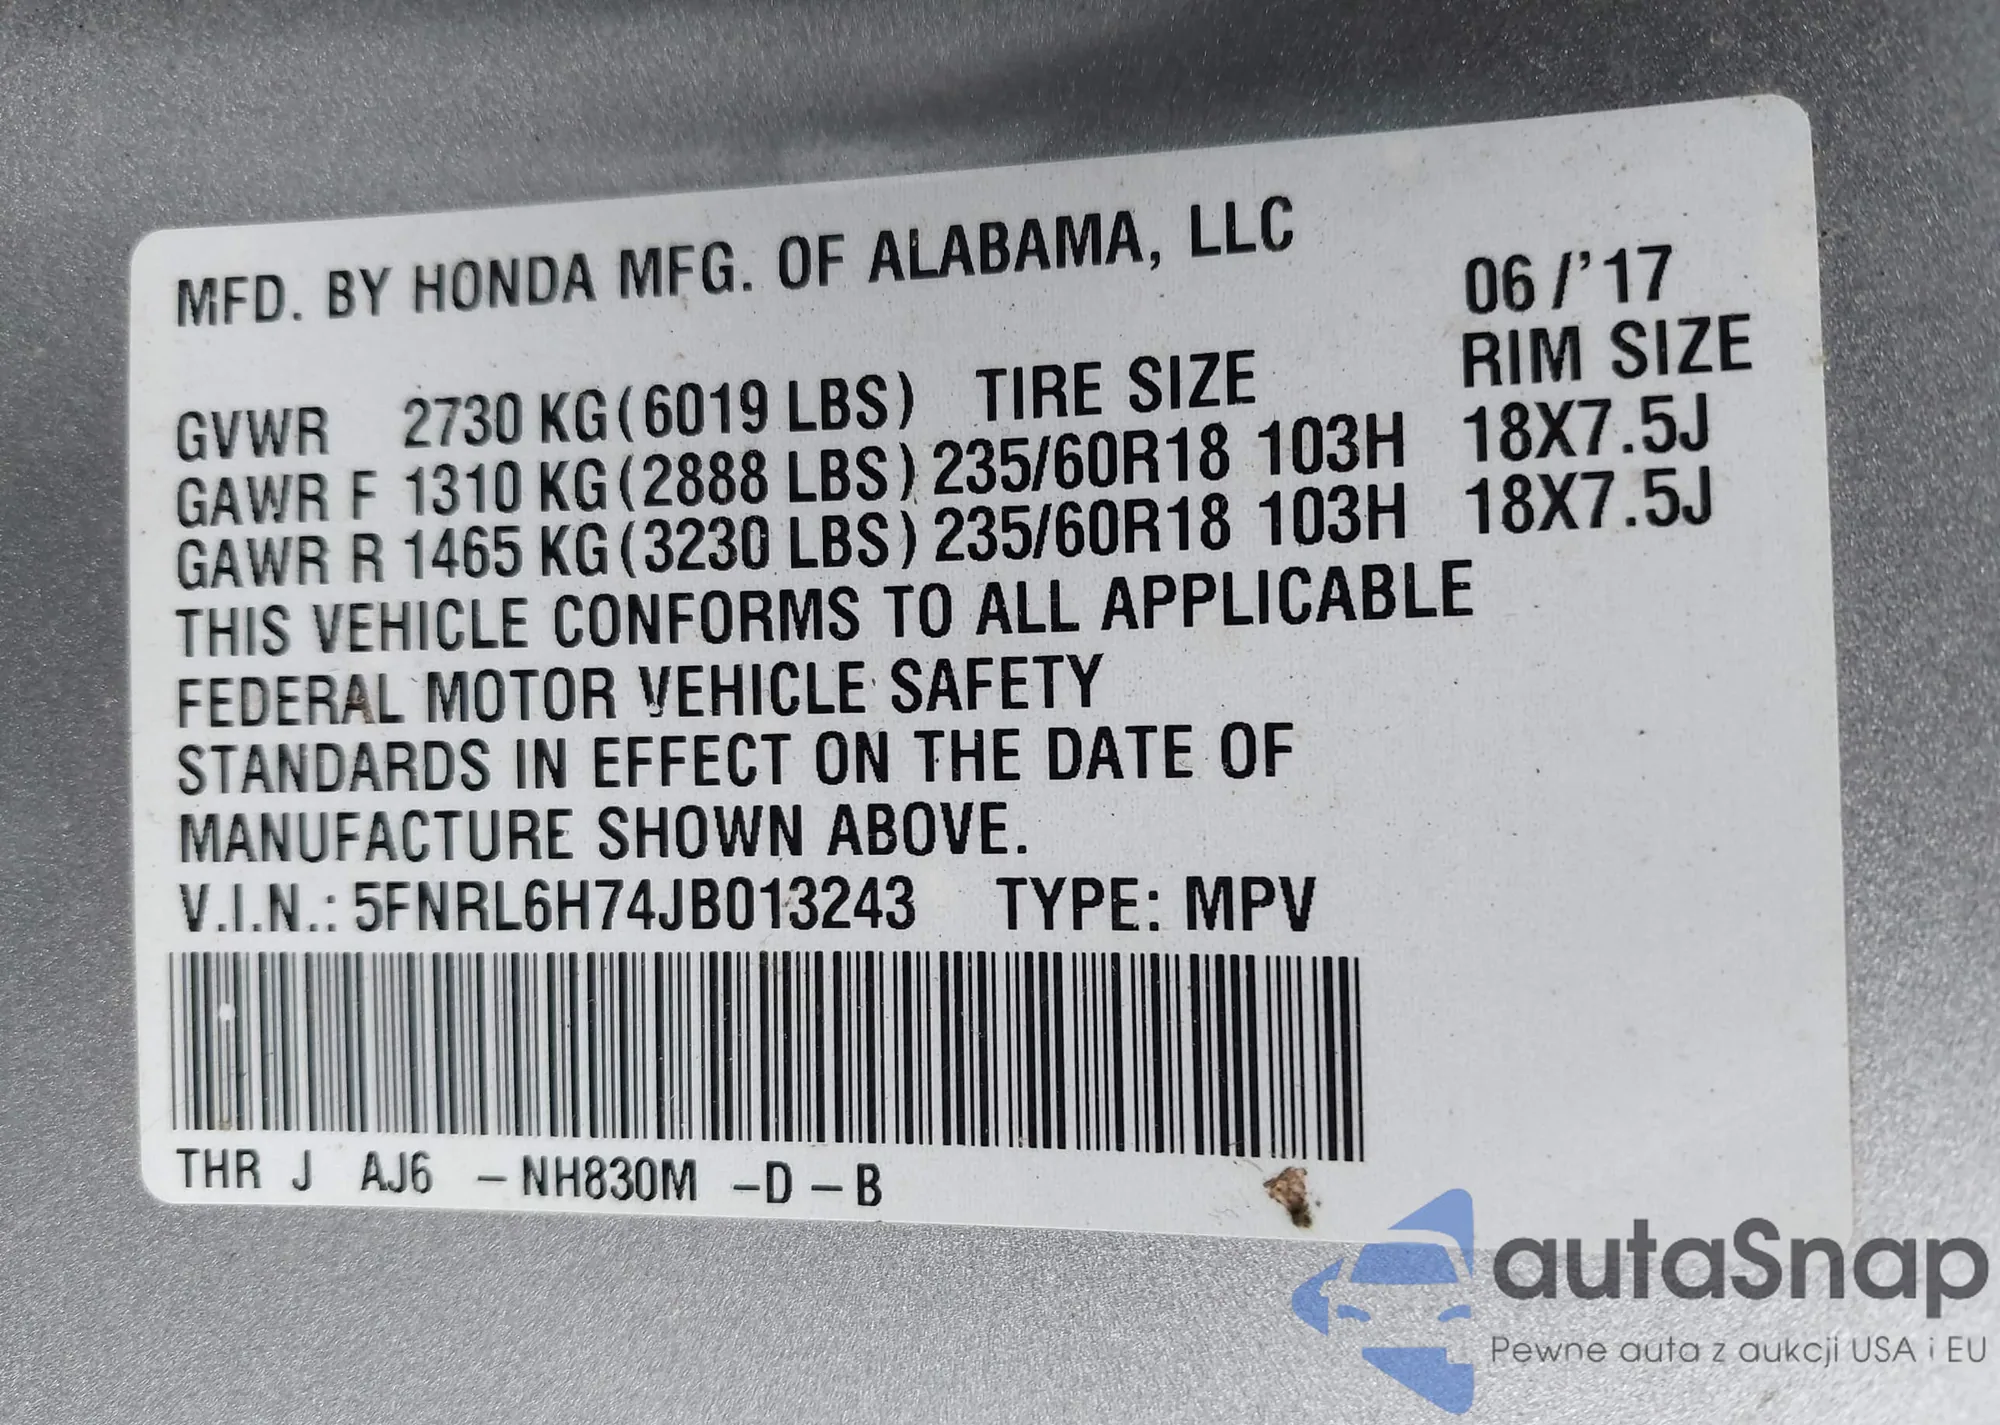 MFD. BY HONDA MFG. OF ALABAMA, LLC
06/'17
GVWR 2730 KG(6019 LBS) TIRE SIZE RIM SIZE
GAWR F 1310 KG(2888 LBS) 235/60R18 103H 18X7.5J
GAWR R 1465 KG(3230 LBS) 235/60R18 103H 18X7.5J
THIS VEHICLE CONFORMS TO ALL APPLICABLE
FEDERAL MOTOR VEHICLE SAFETY
STANDARDS IN EFFECT ON THE DATE OF
MANUFACTURE SHOWN ABOVE.
V.I.N.: 5FNRL6H74JB013243 TYPE: MPV
THR J AJ6 -NH830M -D-B
autaSnap
Pewne auta z aukcji USA i EU